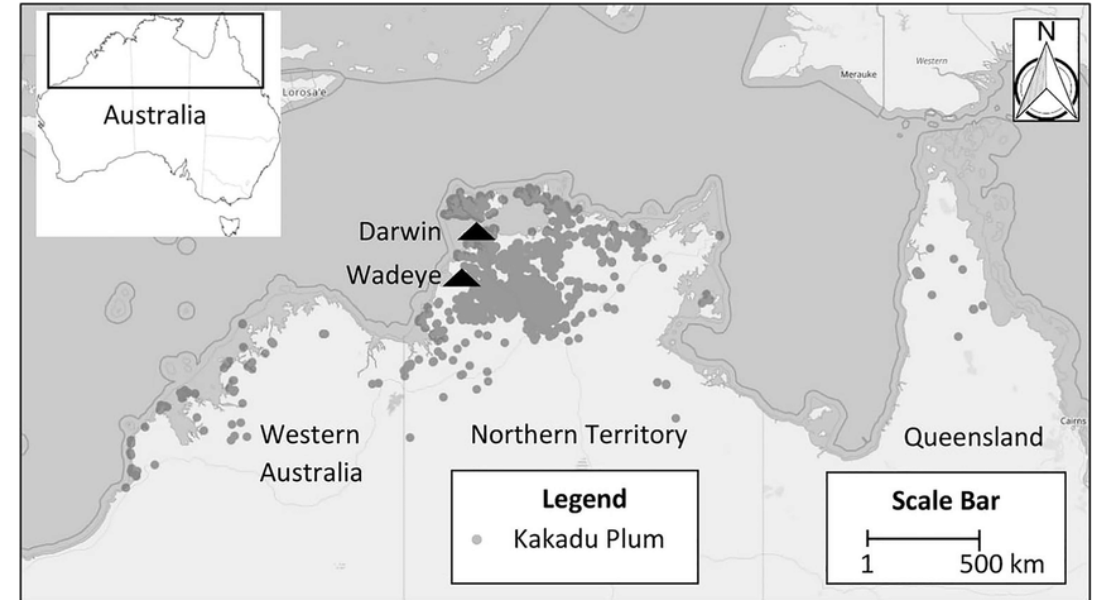 N
Western
Merauke
Lorosa'e
Australia
Darwin
Wadeye
Cairns
Western
Australia
Northern Territory
Queensland
Legend
Kakadu Plum
Scale Bar
1 500 km